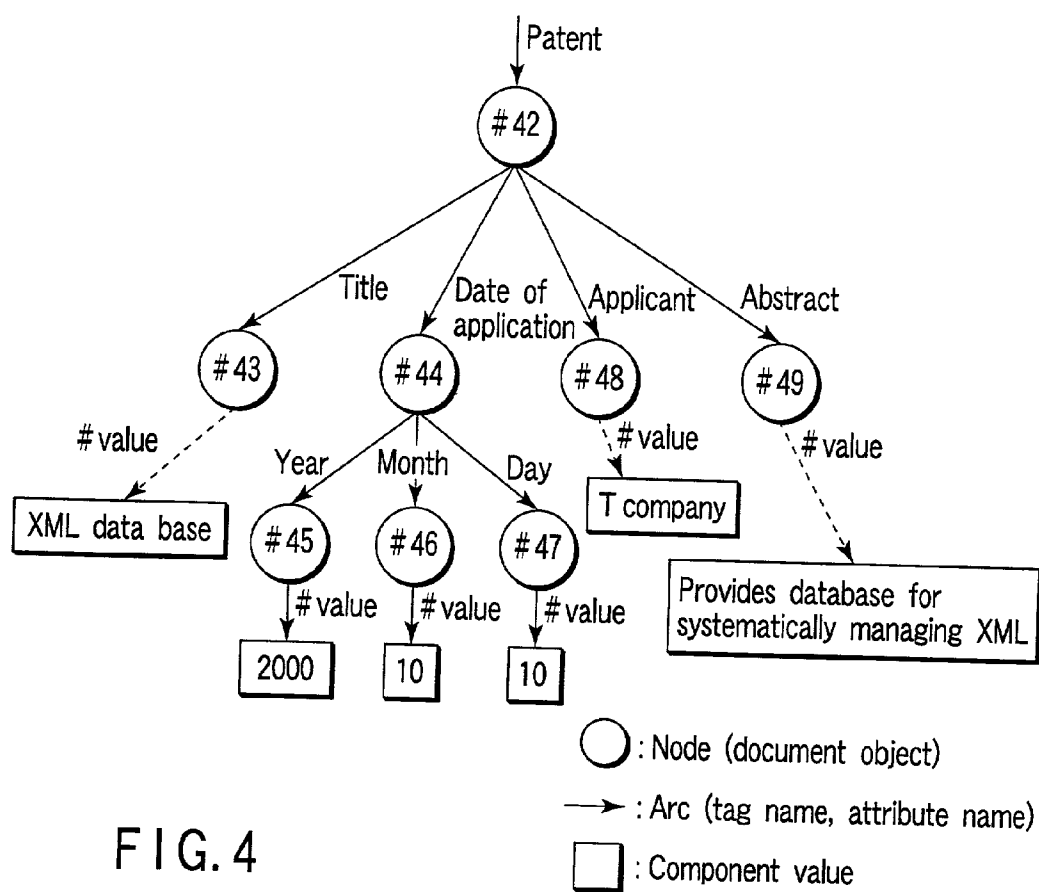 Patent
#42
Title
Date of
application
Applicant
Abstract
#43
#44
#48
#49
#value
#value
#value
Year
Month
Day
XML data base
T company
#45
#46
#47
#value
#value
#value
Provides database for
systematically managing XML
2000
10
10
: Node (document object)
: Arc (tag name, attribute name)
: Component value
FIG. 4